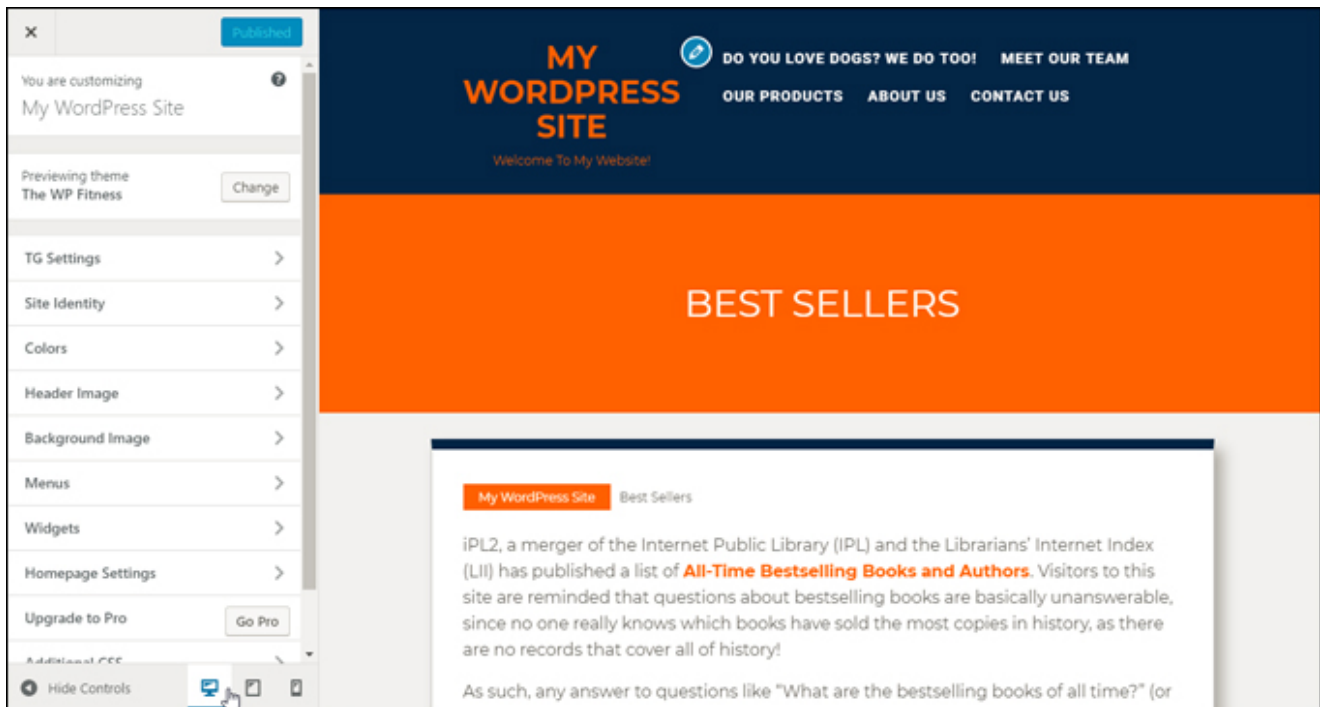 Published
You are customizing
My WordPress Site
Previewing theme
The WP Fitness
Change
TG Settings
Site Identity
Colors
Header Image
Background Image
Menus
Widgets
Homepage Settings
Upgrade to Pro
Go Pro
Additional CSS
Hide Controls
MY
WORDPRESS
SITE
Welcome To My Website!
DO YOU LOVE DOGS? WE DO TOO! MEET OUR TEAM
OUR PRODUCTS ABOUT US CONTACT US
BEST SELLERS
My WordPress Site Best Sellers
iPL2, a merger of the Internet Public Library (IPL) and the Librarians’ Internet Index
(LII) has published a list of All-Time Bestselling Books and Authors. Visitors to this
site are reminded that questions about bestselling books are basically unanswerable,
since no one really knows which books have sold the most copies in history, as there
are no records that cover all of history!
As such, any answer to questions like “What are the bestselling books of all time?” (or